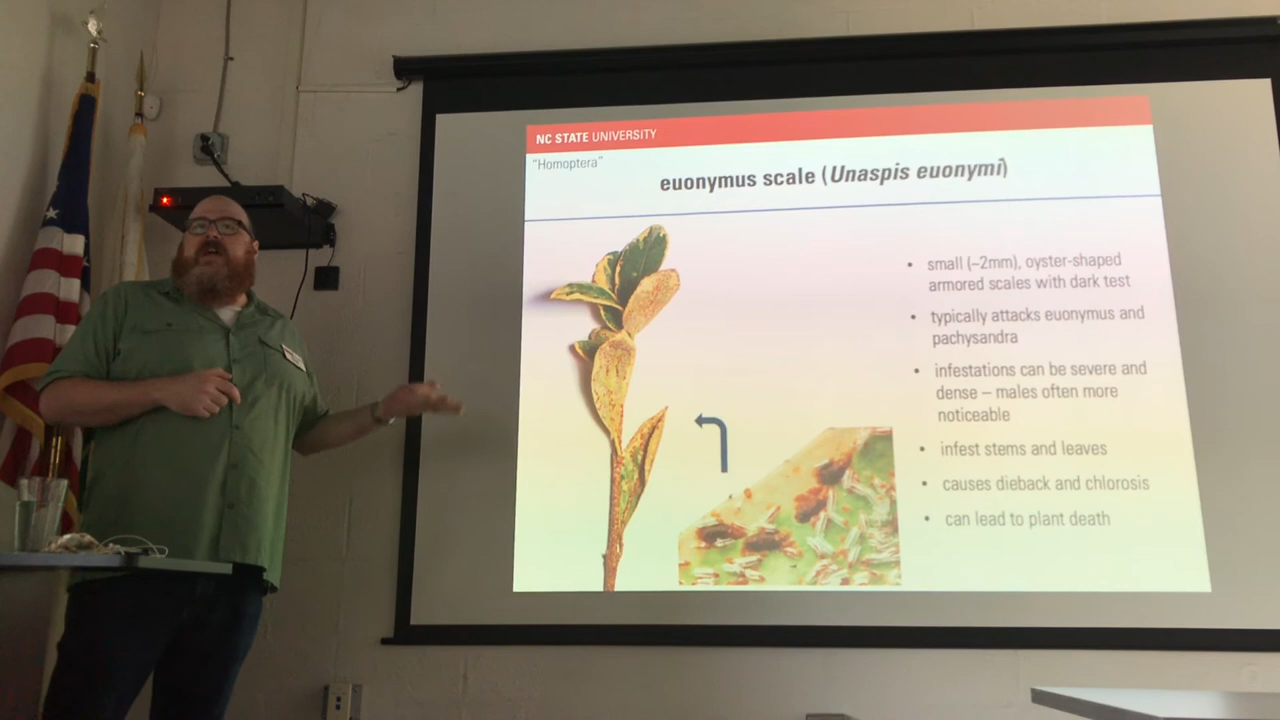 NC STATE UNIVERSITY
"Homoptera"
euonymus scale (Unaspis euonymi)
• small (~2mm), oyster-shaped
armored scales with dark test
• typically attacks euonymus and
pachysandra
• infestations can be severe and
dense – males often more
noticeable
• infest stems and leaves
• causes dieback and chlorosis
• can lead to plant death